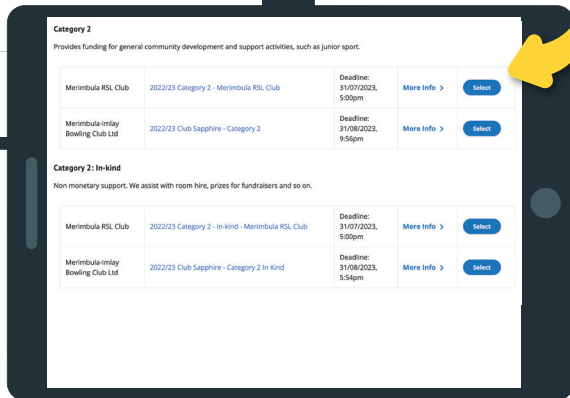 Category 2
Provides funding for general community development and support activities, such as junior sport.
Merimbula RSL Club
2022/23 Category 2 - Merimbula RSL Club
Deadline:
31/07/2023,
5:00pm
More Info >
Select
Merimbula-Imlay
Bowling Club Ltd
2022/23 Club Sapphire - Category 2
Deadline:
31/08/2023,
9:56pm
More Info >
Select
Category 2: In-kind
Non monetary support. We assist with room hire, prizes for fundraisers and so on.
Merimbula RSL Club
2022/23 Category 2 - In-kind - Merimbula RSL Club
Deadline:
31/07/2023,
5:00pm
More Info >
Select
Merimbula-Imlay
Bowling Club Ltd
2022/23 Club Sapphire - Category 2 In Kind
Deadline:
31/08/2023,
5:54pm
More Info >
Select